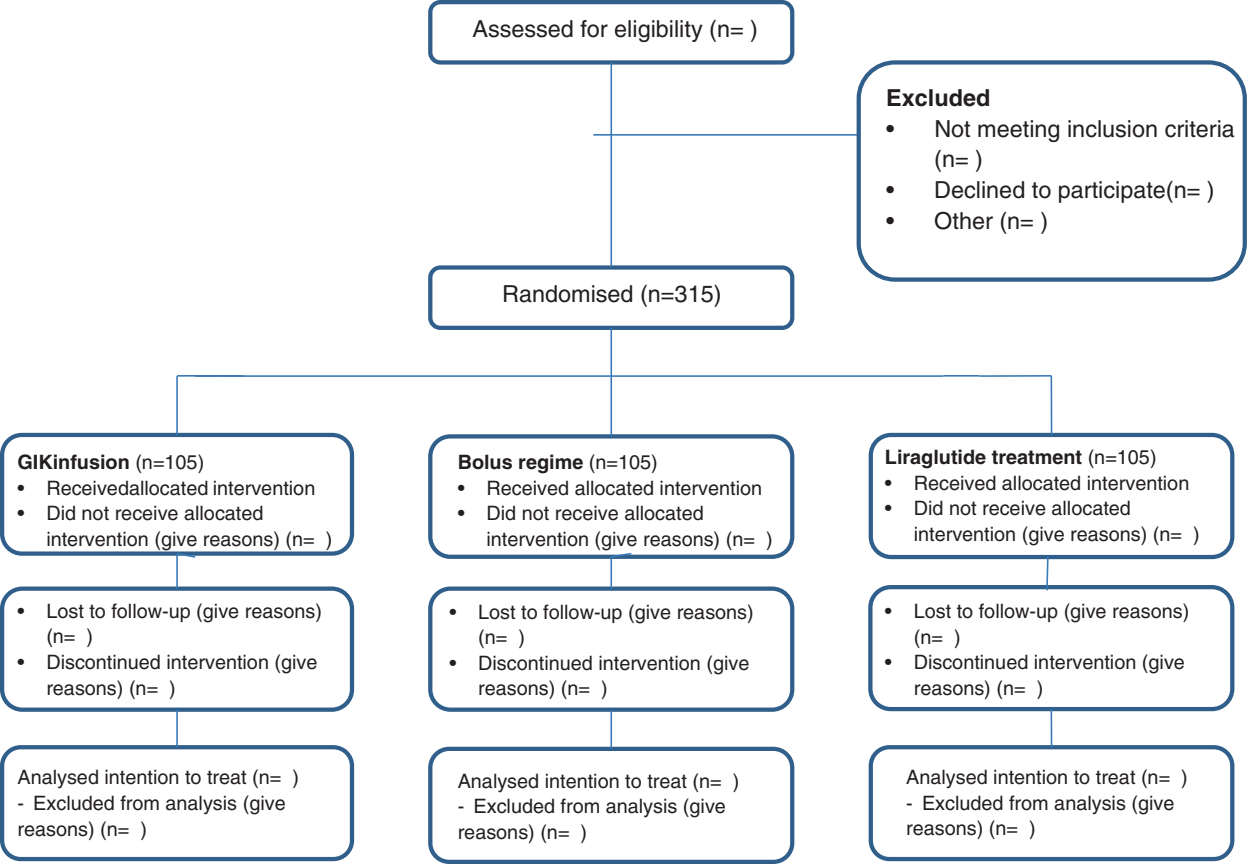 Assessed for eligibility (n= )
Excluded
• Not meeting inclusion criteria
(n= )
• Declined to participate(n= )
• Other (n= )
Randomised (n=315)
GIKinfusion (n=105)
• Receivedallocated intervention
• Did not receive allocated
intervention (give reasons) (n= )
Bolus regime (n=105)
• Received allocated intervention
• Did not receive allocated
intervention (give reasons) (n= )
Liraglutide treatment (n=105)
• Received allocated intervention
• Did not receive allocated
intervention (give reasons) (n= )
• Lost to follow-up (give reasons)
(n= )
• Discontinued intervention (give
reasons) (n= )
• Lost to follow-up (give reasons)
(n= )
• Discontinued intervention (give
reasons) (n= )
• Lost to follow-up (give reasons)
(n= )
• Discontinued intervention (give
reasons) (n= )
Analysed intention to treat (n= )
- Excluded from analysis (give
reasons) (n= )
Analysed intention to treat (n= )
- Excluded from analysis (give
reasons) (n= )
Analysed intention to treat (n= )
- Excluded from analysis (give
reasons) (n= )